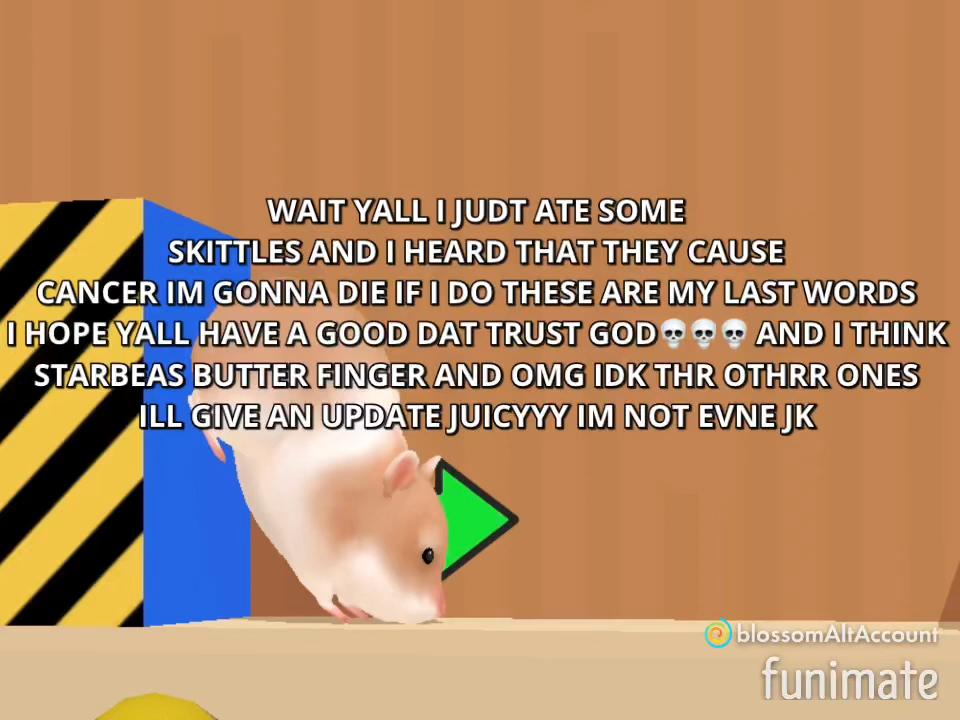 WAIT YALL I JUDT ATE SOME
SKITTLES AND I HEARD THAT THEY CAUSE
CANCER IM GONNA DIE IF I DO THESE ARE MY LAST WORDS
I HOPE YALL HAVE A GOOD DAT TRUST GOD💀💀💀 AND I THINK
STARBEAS BUTTER FINGER AND OMG IDK THR OTHRR ONES
ILL GIVE AN UPDATE JUICYYY IM NOT EVNE JK
blossomAltAccount
funimate